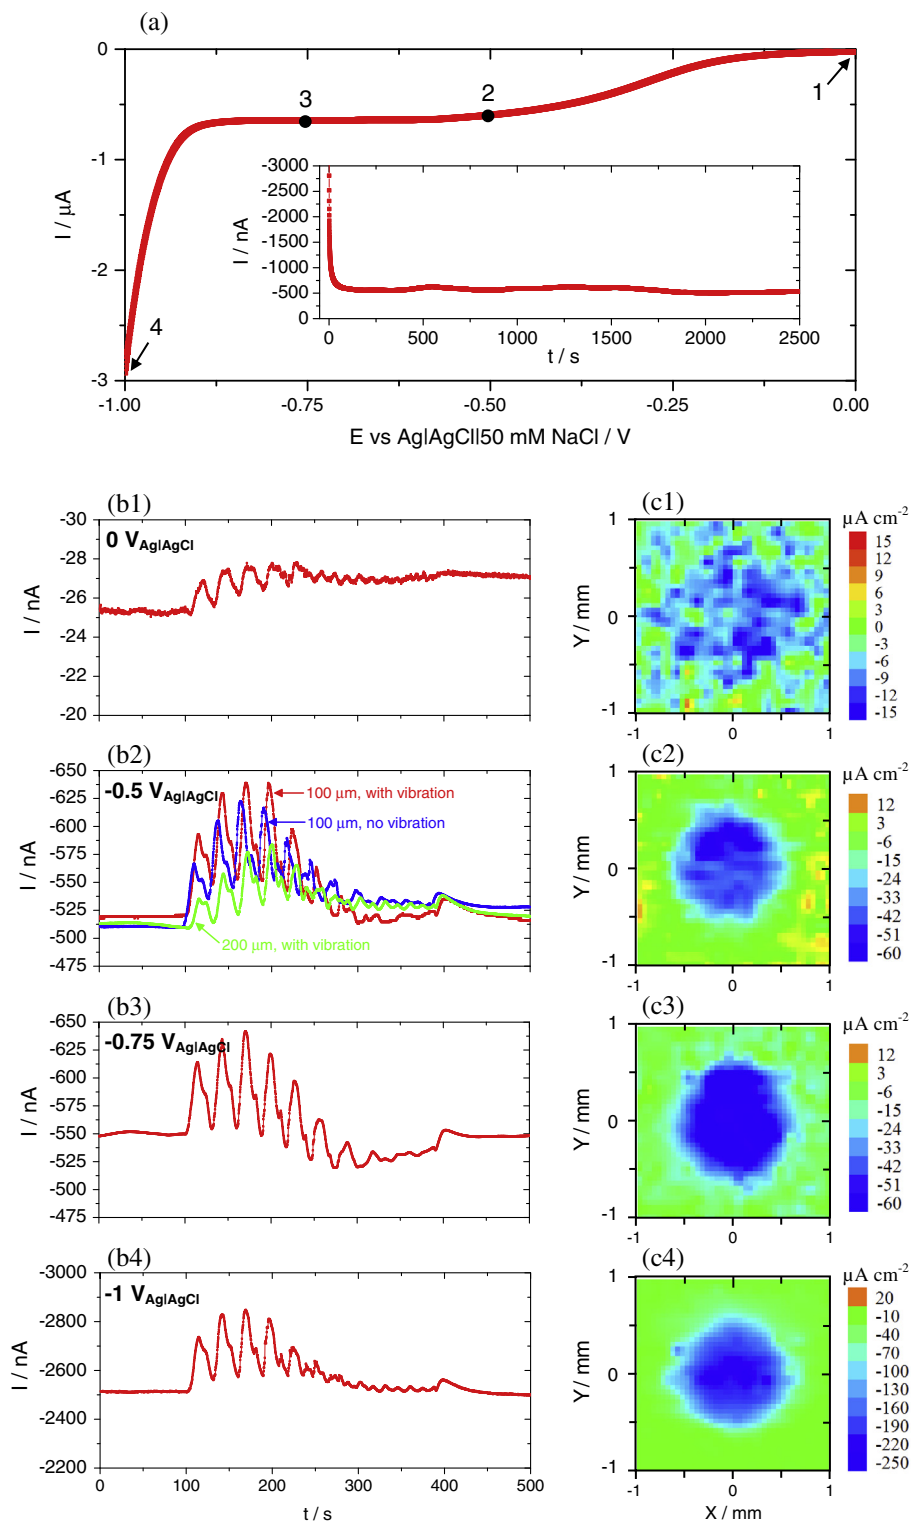 (a)
0
-1
-2
-3
I / µA
1
2
3
4
-3000
-2500
-2000
-1500
-1000
-500
0
I / nA
0 500 1000 1500 2000 2500
t / s
-1.00 -0.75 -0.50 -0.25 0.00
E vs Ag|AgCl||50 mM NaCl / V
(b1)
0 VAg|AgCl
-30
-28
-26
-24
-22
-20
I / nA
(c1)
µA cm-2
1
0
-1
Y / mm
-1 0 1
15
12
9
6
3
0
-3
-6
-9
-12
-15
(b2)
-0.5 VAg|AgCl
-650
-625
-600
-575
-550
-525
-500
-475
I / nA
100 µm, with vibration
100 µm, no vibration
200 µm, with vibration
(c2)
µA cm-2
1
0
-1
Y / mm
-1 0 1
12
3
-6
-15
-24
-33
-42
-51
-60
(b3)
-0.75 VAg|AgCl
-650
-625
-600
-575
-550
-525
-500
-475
I / nA
(c3)
µA cm-2
1
0
-1
Y / mm
-1 0 1
12
3
-6
-15
-24
-33
-42
-51
-60
(b4)
-1 VAg|AgCl
-3000
-2800
-2600
-2400
-2200
I / nA
0 100 200 300 400 500
t / s
(c4)
µA cm-2
1
0
-1
Y / mm
-1 0 1
X / mm
20
-10
-40
-70
-100
-130
-160
-190
-220
-250